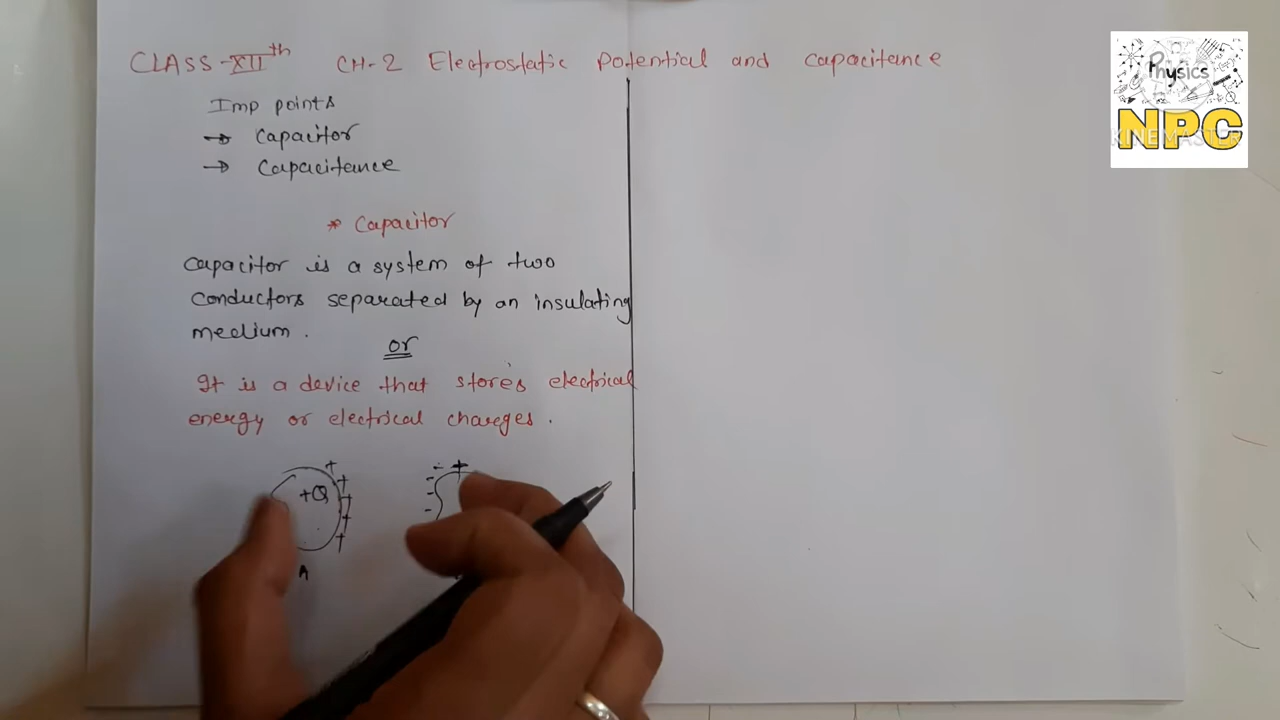 CLASS-XIIth CH-2 Electrostatic Potential and capacitance
Imp points
→ Capacitor
→ Capacitance
* Capacitor
Capacitor is a system of two
conductors separated by an insulating
medium.
or
It is a device that stores electrical
energy or electrical charges.
+Q
A
Physics
NPC
KINEMASTER